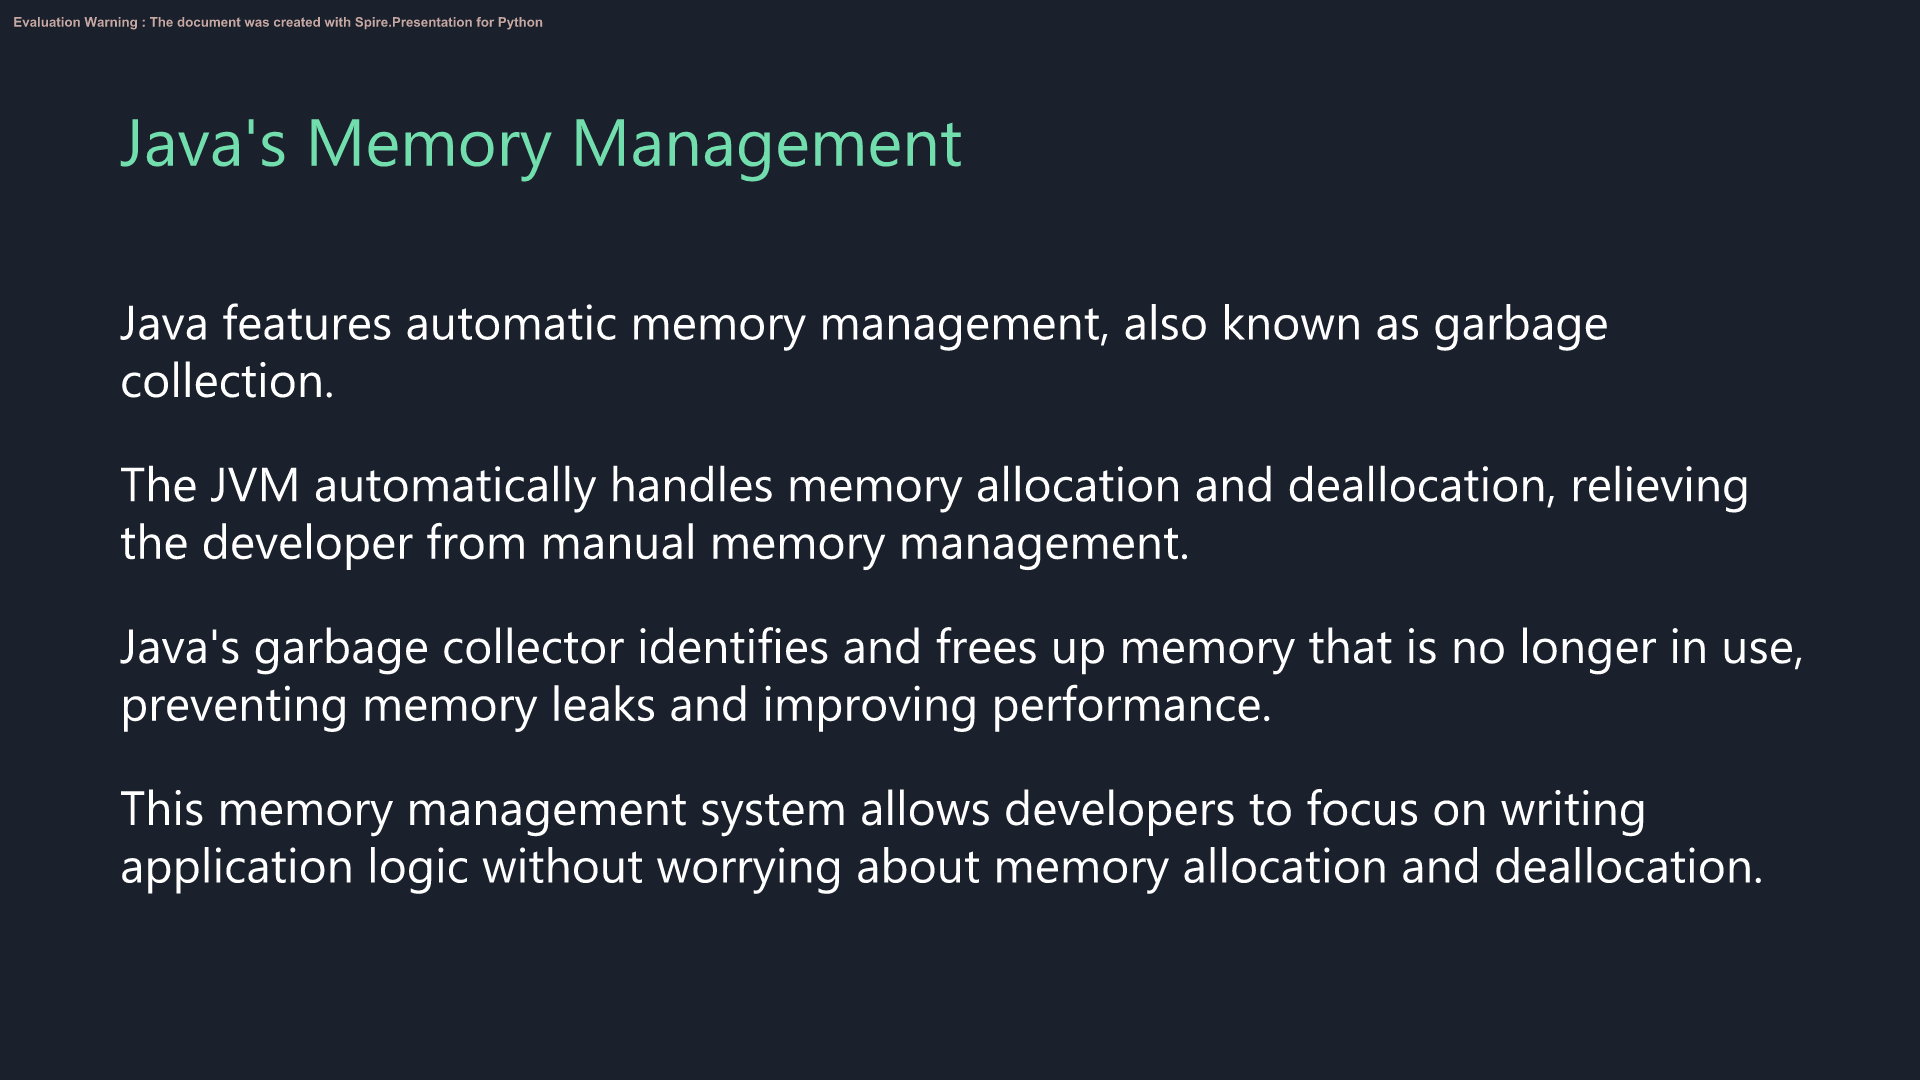 Evaluation Warning : The document was created with Spire.Presentation for Python
Java's Memory Management
Java features automatic memory management, also known as garbage
collection.
The JVM automatically handles memory allocation and deallocation, relieving
the developer from manual memory management.
Java's garbage collector identifies and frees up memory that is no longer in use,
preventing memory leaks and improving performance.
This memory management system allows developers to focus on writing
application logic without worrying about memory allocation and deallocation.